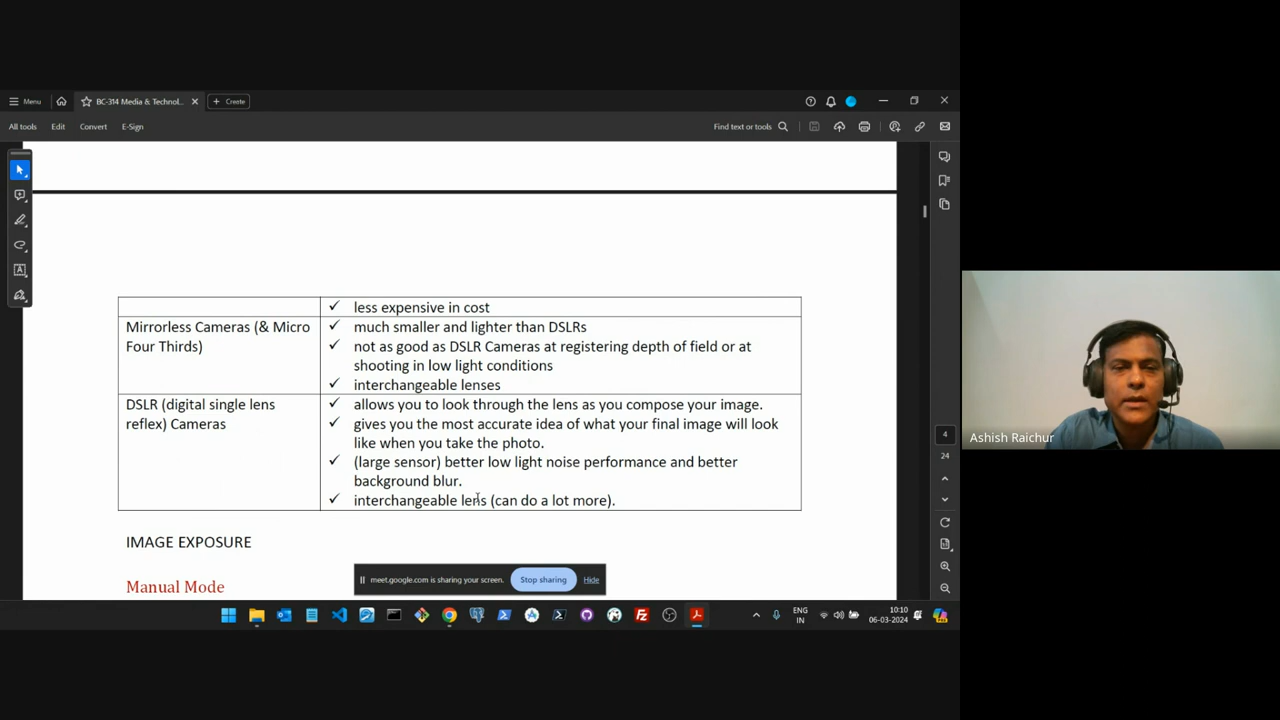 Menu
BC-314 Media & Technol...
Create
All tools
Edit
Convert
E-Sign
Find text or tools
less expensive in cost
Mirrorless Cameras (& Micro
Four Thirds)
much smaller and lighter than DSLRs
not as good as DSLR Cameras at registering depth of field or at
shooting in low light conditions
interchangeable lenses
DSLR (digital single lens
reflex) Cameras
allows you to look through the lens as you compose your image.
gives you the most accurate idea of what your final image will look
like when you take the photo.
(large sensor) better low light noise performance and better
background blur.
interchangeable lens (can do a lot more).
IMAGE EXPOSURE
Manual Mode
4
24
meet.google.com is sharing your screen.
Stop sharing
Hide
ENG
IN
10:10
06-03-2024
Ashish Raichur